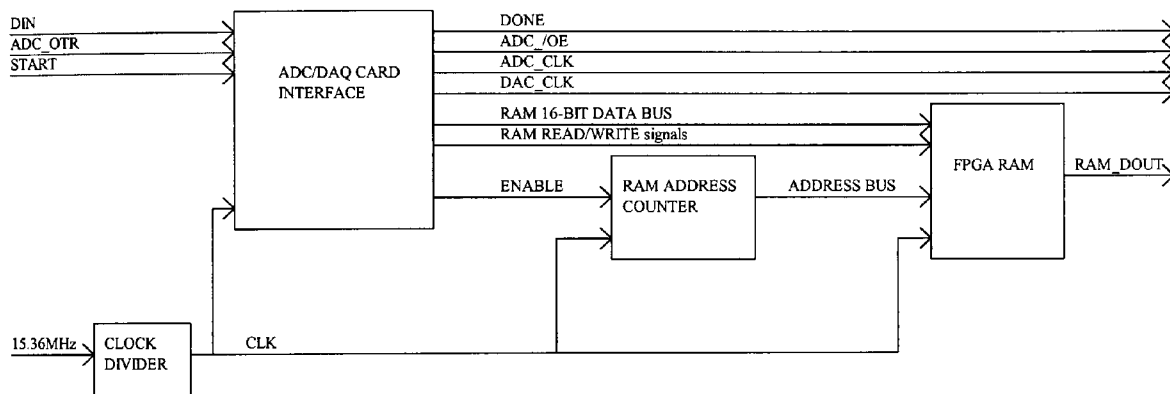 DIN
ADC_OTR
START
ADC/DAQ CARD
INTERFACE
DONE
ADC_/OE
ADC_CLK
DAC_CLK
RAM 16-BIT DATA BUS
RAM READ/WRITE signals
ENABLE
RAM ADDRESS
COUNTER
ADDRESS BUS
FPGA RAM
RAM_DOUT
15.36MHz
CLOCK
DIVIDER
CLK